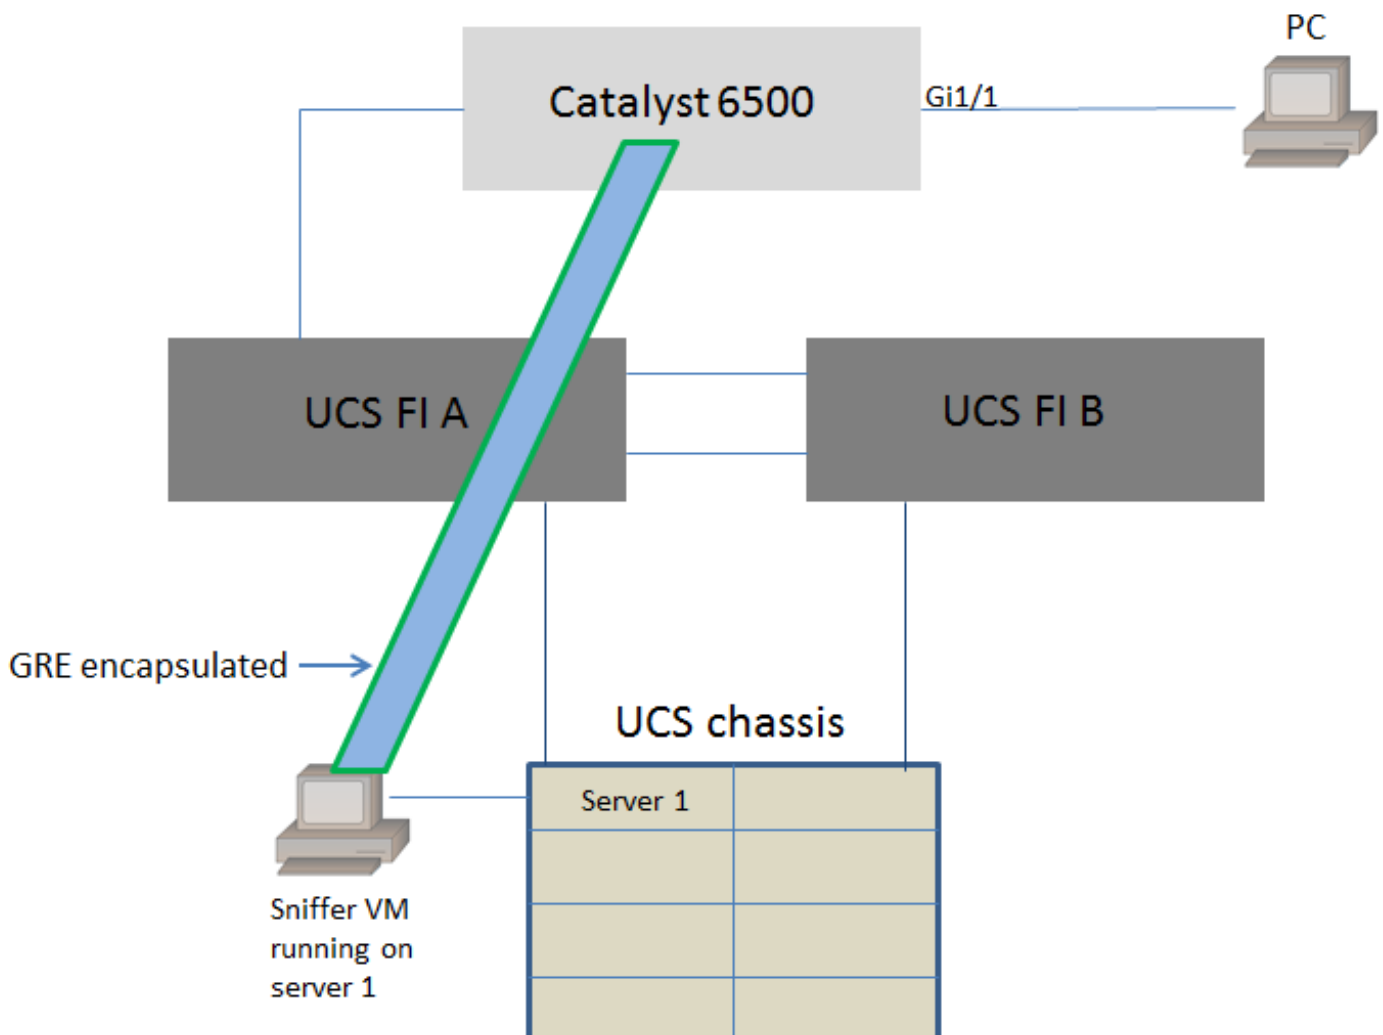 PC
Catalyst 6500
Gi1/1
UCS FI A
UCS FI B
GRE encapsulated
UCS chassis
Server 1
Sniffer VM
running on
server 1